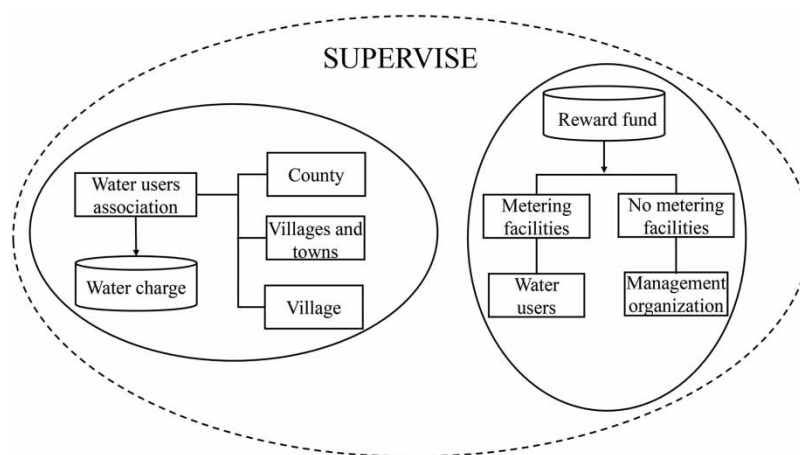 SUPERVISE
Water users
association
Water charge
County
Villages and
towns
Village
Reward fund
Metering
facilities
No metering
facilities
Water
users
Management
organization